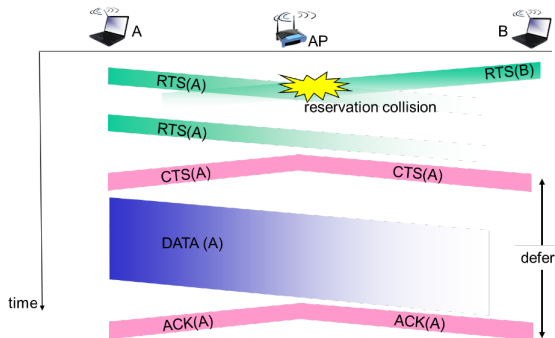 A
AP
B
RTS(A)
RTS(B)
reservation collision
RTS(A)
CTS(A)
CTS(A)
DATA (A)
defer
time
ACK(A)
ACK(A)